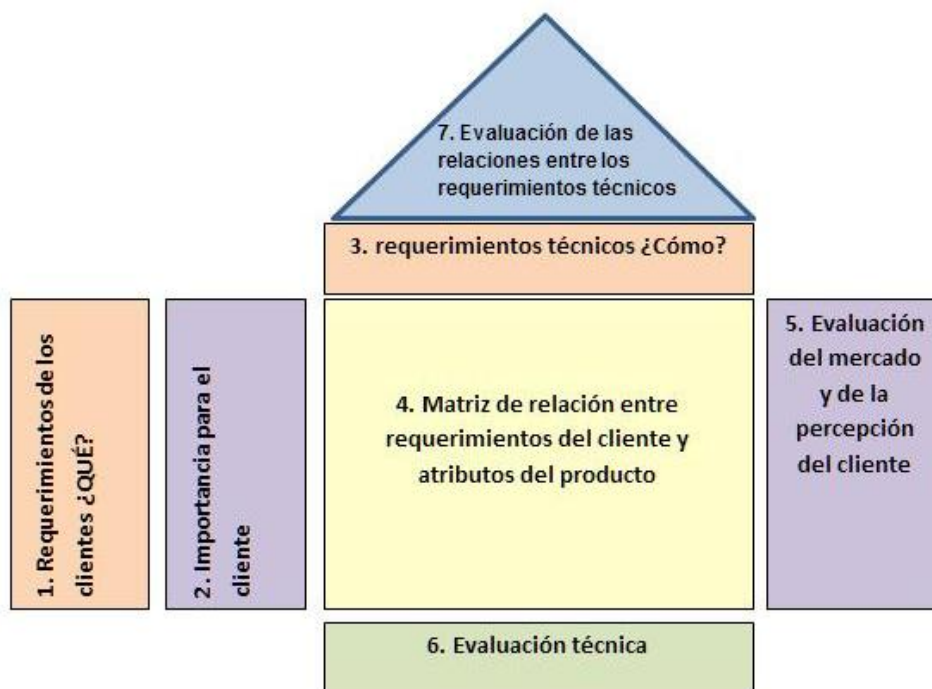 7. Evaluación de las
relaciones entre los
requerimientos técnicos
3. requerimientos técnicos ¿Cómo?
1. Requerimientos de los
clientes ¿QUÉ?
2. Importancia para el
cliente
4. Matriz de relación entre
requerimientos del cliente y
atributos del producto
5. Evaluación
del mercado
y de la
percepción
del cliente
6. Evaluación técnica